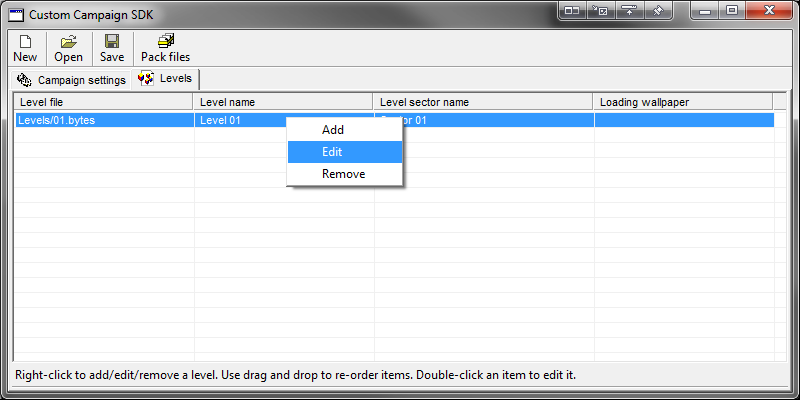 Custom Campaign SDK
New Open Save Pack files
Campaign settings Levels
Level file Level name Level sector name Loading wallpaper
Levels/01.bytes Level 01 01
Add
Edit
Remove
Right-click to add/edit/remove a level. Use drag and drop to re-order items. Double-click an item to edit it.